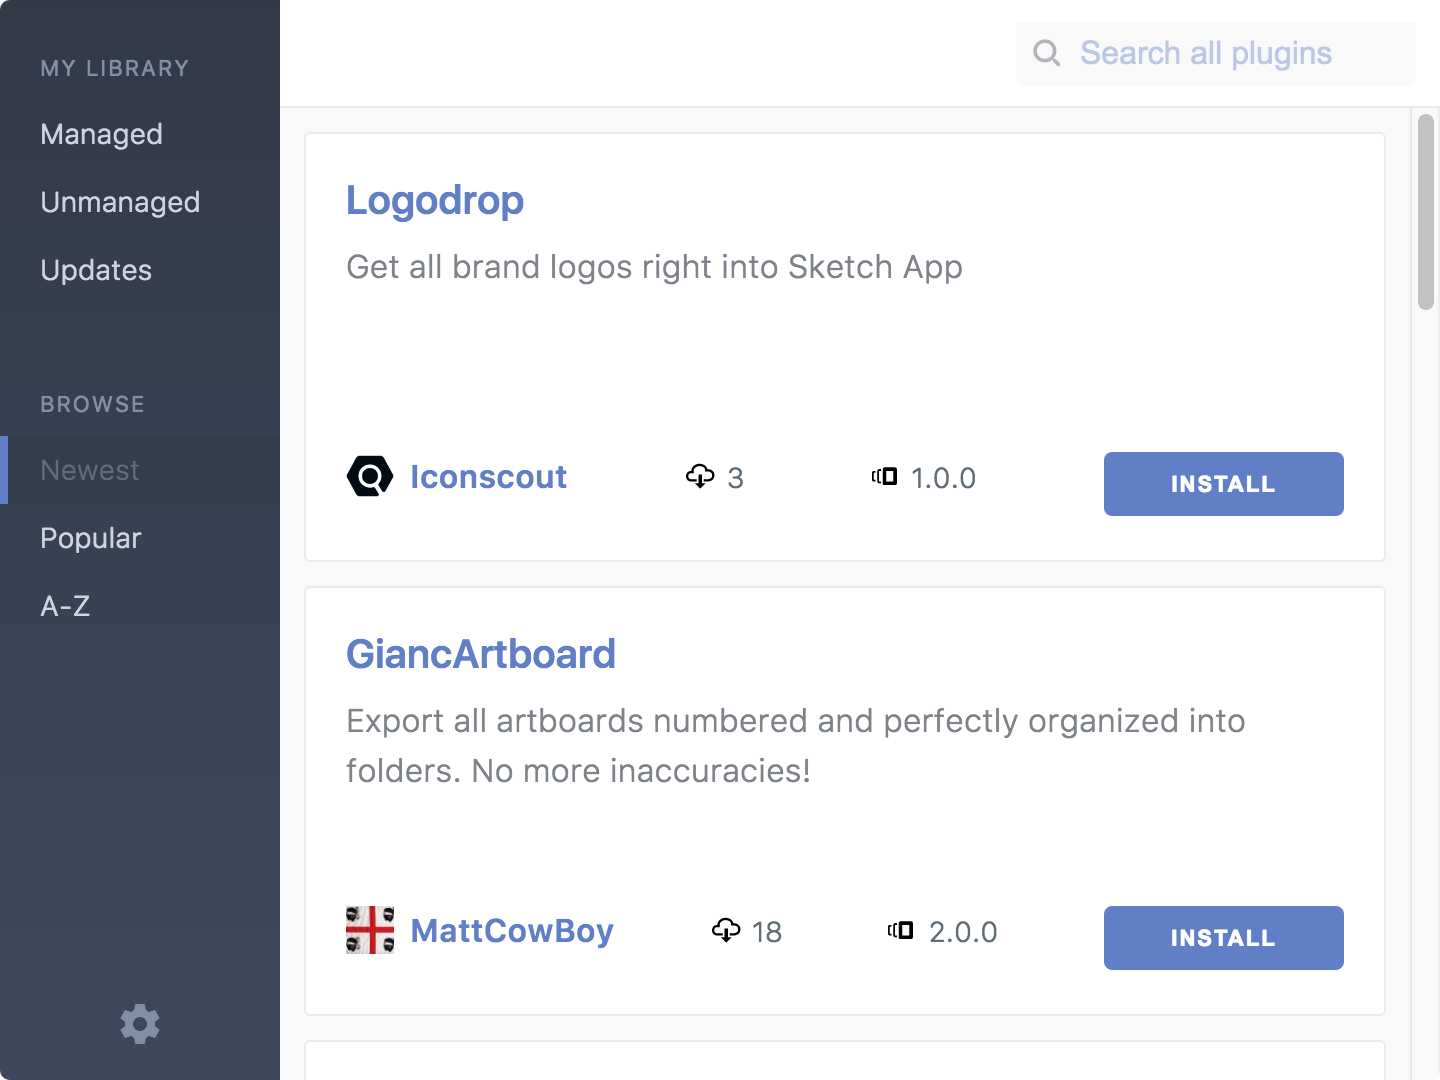 MY LIBRARY
Managed
Unmanaged
Updates
BROWSE
Newest
Popular
A-Z
Search all plugins
Logodrop
Get all brand logos right into Sketch App
Iconscout
3
1.0.0
INSTALL
GiancArtboard
Export all artboards numbered and perfectly organized into
folders. No more inaccuracies!
MattCowBoy
18
2.0.0
INSTALL